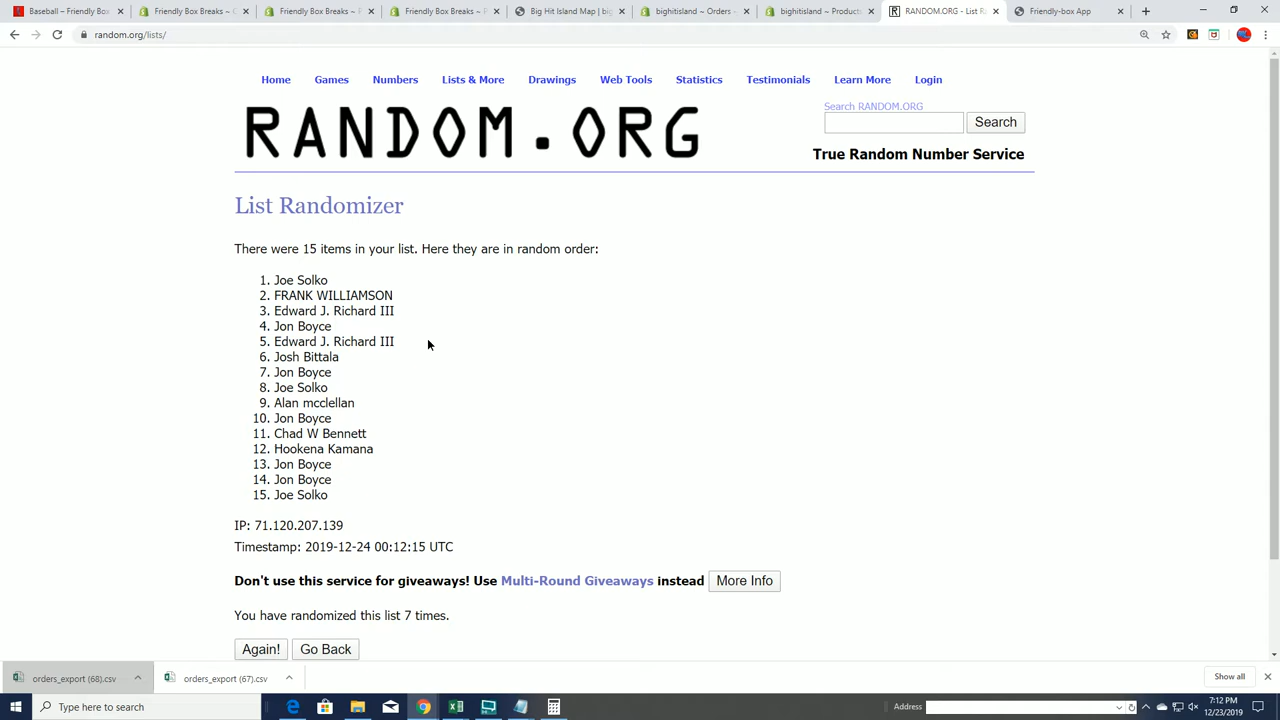 Baseball – Friendly Box
Friendly Box Breaks ~ C
Friendly Box Breaks ~ P
Friendly Box Breaks ~ P
Big Hit Island Map | big
bighitisland ~ Orders ~
bighitisland ~ Product
RANDOM.ORG - List R
Friendly-box App
random.org/lists/
Home Games Numbers Lists & More Drawings Web Tools Statistics Testimonials Learn More Login
RANDOM.ORG
Search RANDOM.ORG
Search
True Random Number Service
List Randomizer
There were 15 items in your list. Here they are in random order:
1. Joe Solko
2. FRANK WILLIAMSON
3. Edward J. Richard III
4. Jon Boyce
5. Edward J. Richard III
6. Josh Bittala
7. Jon Boyce
8. Joe Solko
9. Alan mcclellan
10. Jon Boyce
11. Chad W Bennett
12. Hookena Kamana
13. Jon Boyce
14. Jon Boyce
15. Joe Solko
IP: 71.120.207.139
Timestamp: 2019-12-24 00:12:15 UTC
Don't use this service for giveaways! Use Multi-Round Giveaways instead More Info
You have randomized this list 7 times.
Again! Go Back
orders_export (68).csv
orders_export (67).csv
Show all
Type here to search
Address
7:12 PM
12/23/2019